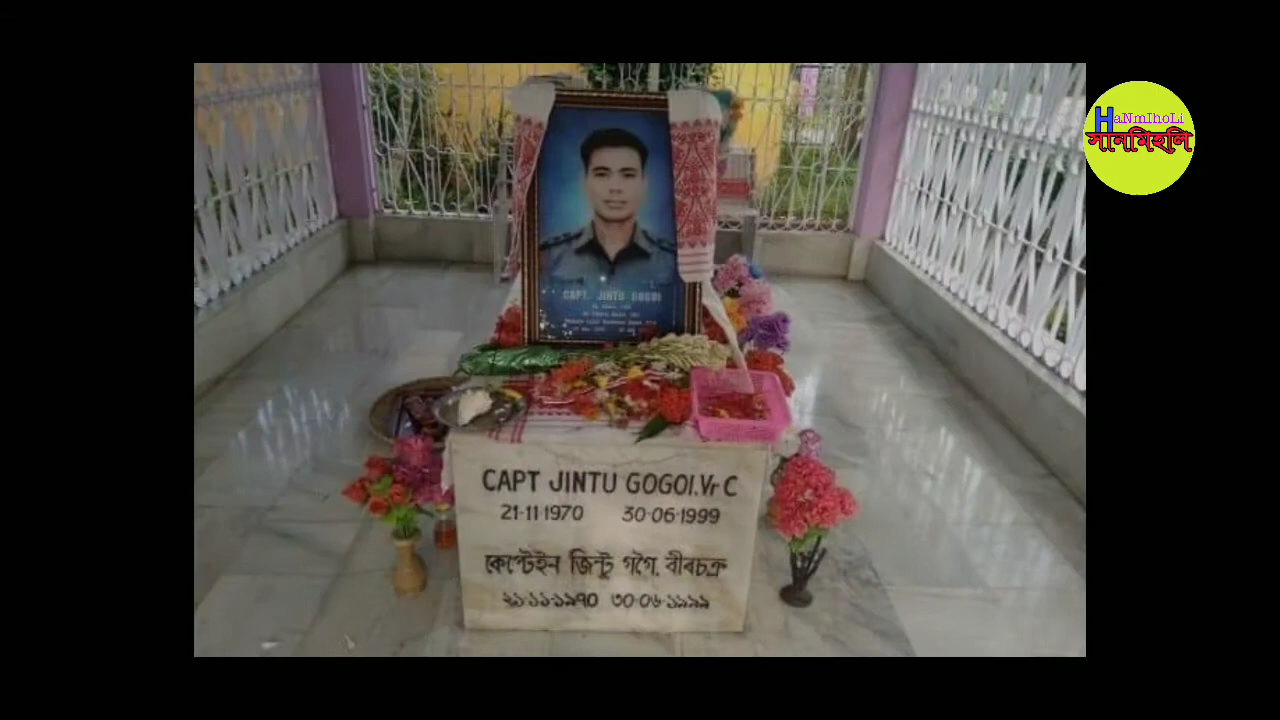 HaNmIhoLi
সানমিহলি
CAPT. JINTU GOGOI
CAPT JINTU GOGOI.Vr C
21-11-1970 30-06-1999
কেপ্টেইন জিন্টু গগৈ, বীৰচক্ৰ
২১-১১-১৯৭০ ৩০-০৬-১৯৯৯